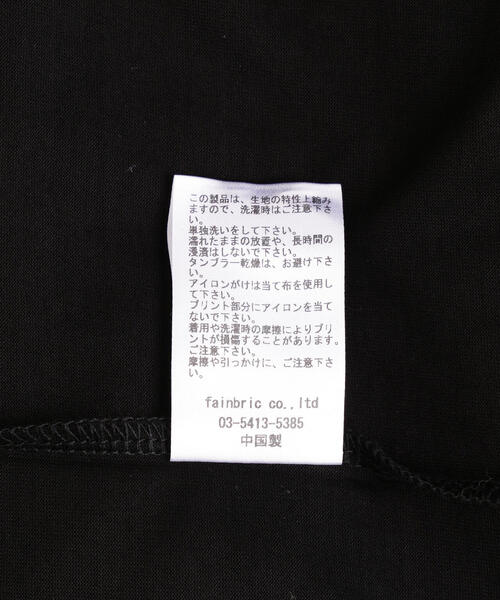 この製品は、生地の特性上縮み
ますので、洗濯時はご注意下さ
い。
単独洗いをして下さい。
濡れたままの放置や、長時間の
浸漬はしないで下さい。
タンブラー乾燥は、お避け下さ
い。
アイロンがけは当て布を使用し
て下さい。
プリント部分にアイロンを当て
ないで下さい。
着用や洗濯時の摩擦によりプリ
ントが損傷することがあります。
ご注意下さい。
摩擦や引っかけに、ご注意下さ
い。
fainbric co.,ltd
03-5413-5385
中国製